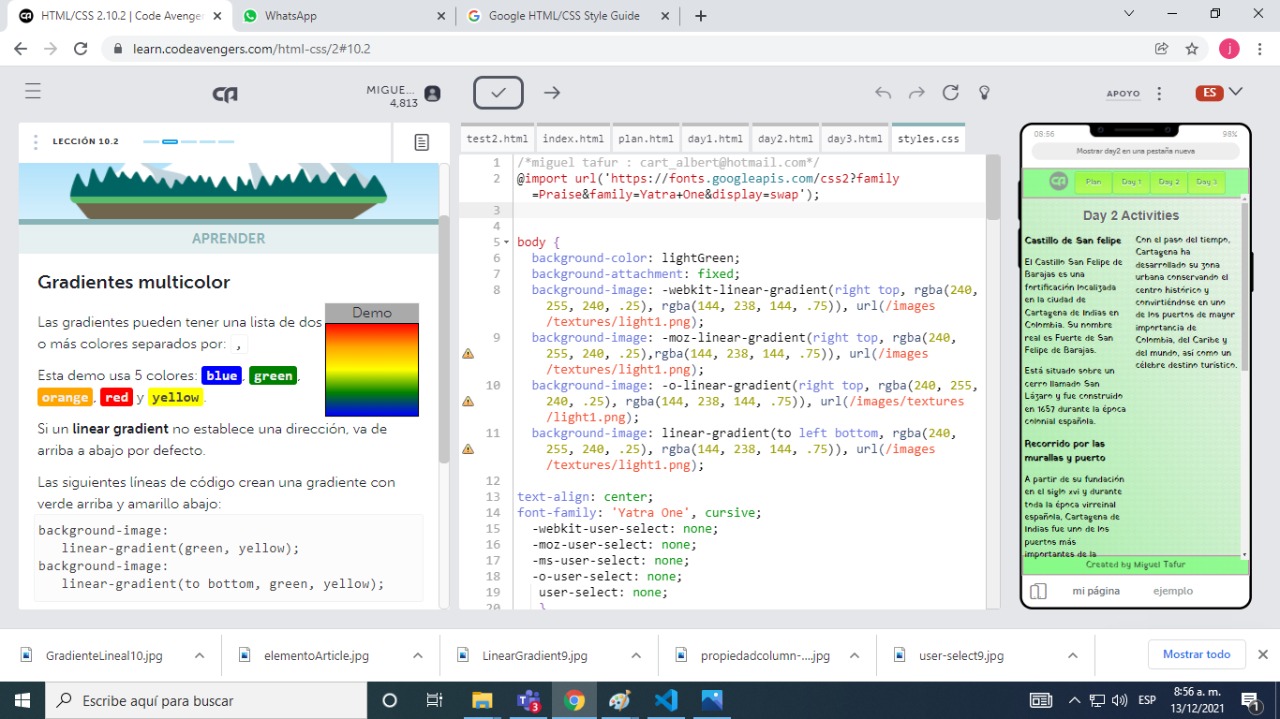 HTML/CSS 2.10.2 | Code Avenge
WhatsApp
Google HTML/CSS Style Guide
learn.codeavengers.com/html-css/2#10.2
j
MIGUE...
4,813
APOYO
ES
LECCIÓN 10.2
APRENDER
Gradientes multicolor
Las gradientes pueden tener una lista de dos
o más colores separados por: ,
Esta demo usa 5 colores: blue, green,
orange, red y yellow.
Si un linear gradient no establece una dirección, va de
arriba a abajo por defecto.
Las siguientes líneas de código crean una gradiente con
verde arriba y amarillo abajo:
background-image:
linear-gradient(green, yellow);
background-image:
linear-gradient(to bottom, green, yellow);
Demo
test2.html
index.html
plan.html
day1.html
day2.html
day3.html
styles.css
1 /*miguel tafur : cart_albert@hotmail.com*/
2 @import url('https://fonts.googleapis.com/css2?family
=Praise&family=Yatra+One&display=swap');
3
4
5 body {
6 background-color: lightGreen;
7 background-attachment: fixed;
8 background-image: -webkit-linear-gradient(right top, rgba(240,
255, 240, .25), rgba(144, 238, 144, .75)), url(/images
/textures/light1.png);
9 background-image: -moz-linear-gradient(right top, rgba(240,
255, 240, .25),rgba(144, 238, 144, .75)), url(/images
/textures/light1.png);
10 background-image: -o-linear-gradient(right top, rgba(240, 255,
240, .25), rgba(144, 238, 144, .75)), url(/images/textures
/light1.png);
11 background-image: linear-gradient(to left bottom, rgba(240,
255, 240, .25), rgba(144, 238, 144, .75)), url(/images
/textures/light1.png);
12
13 text-align: center;
14 font-family: 'Yatra One', cursive;
15 -webkit-user-select: none;
16 -moz-user-select: none;
17 -ms-user-select: none;
18 -o-user-select: none;
19 user-select: none;
20 }
08:56
98%
Mostrar day2 en una pestaña nueva
Plan
Day 1
Day 2
Day 3
Day 2 Activities
Castillo de San felipe
El Castillo San Felipe de
Barajas es una
fortificación localizada
en la ciudad de
Cartagena de Indias en
Colombia. Su nombre
real es Fuerte de San
Felipe de Barajas.
Está situado sobre un
cerro llamado San
Lázaro y fue construido
en 1657 durante la época
colonial española.
Recorrido por las
murallas y puerto
A partir de su fundación
en el siglo xvi y durante
toda la época virreinal
española, Cartagena de
Indias fue uno de los
puertos más
importantes de la
Con el paso del tiempo,
Cartagena ha
desarrollado su zona
urbana conservando el
centro histórico y
convirtiéndose en uno
de los puertos de mayor
importancia de
Colombia, del Caribe y
del mundo, así como un
célebre destino turístico.
Created by Miguel Tafur
mi página
ejemplo
GradienteLineal10.jpg
elementoArticle.jpg
LinearGradient9.jpg
propiedadcolumn-....jpg
user-select9.jpg
Mostrar todo
Escribe aquí para buscar
3
ESP
8:56 a. m.
13/12/2021
1